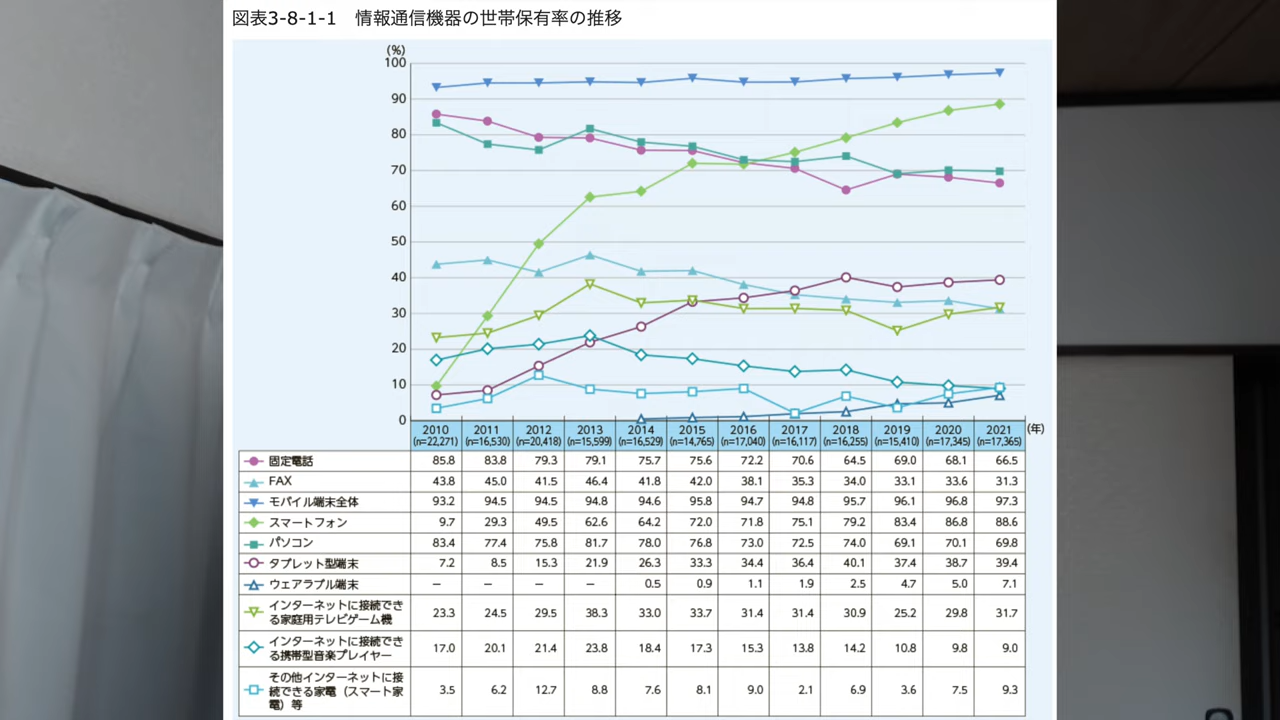 図表3-8-1-1　情報通信機器の世帯保有率の推移
(%)
100
90
80
70
60
50
40
30
20
10
0
2010 2011 2012 2013 2014 2015 2016 2017 2018 2019 2020 2021 (年)
(n=22,271) (n=16,530) (n=20,418) (n=15,599) (n=16,529) (n=14,765) (n=17,040) (n=16,117) (n=16,255) (n=15,410) (n=17,345) (n=17,365)
固定電話 85.8 83.8 79.3 79.1 75.7 75.6 72.2 70.6 64.5 69.0 68.1 66.5
FAX 43.8 45.0 41.5 46.4 41.8 42.0 38.1 35.3 34.0 33.1 33.6 31.3
モバイル端末全体 93.2 94.5 94.5 94.8 94.6 95.8 94.7 94.8 95.7 96.1 96.8 97.3
スマートフォン 9.7 29.3 49.5 62.6 64.2 72.0 71.8 75.1 79.2 83.4 86.8 88.6
パソコン 83.4 77.4 75.8 81.7 78.0 76.8 73.0 72.5 74.0 69.1 70.1 69.8
タブレット型端末 7.2 8.5 15.3 21.9 26.3 33.3 34.4 36.4 40.1 37.4 38.7 39.4
ウェアラブル端末 － － － － 0.5 0.9 1.1 1.9 2.5 4.7 5.0 7.1
インターネットに接続でき
る家庭用テレビゲーム機 23.3 24.5 29.5 38.3 33.0 33.7 31.4 31.4 30.9 25.2 29.8 31.7
インターネットに接続でき
る携帯型音楽プレイヤー 17.0 20.1 21.4 23.8 18.4 17.3 15.3 13.8 14.2 10.8 9.8 9.0
その他インターネットに接
続できる家電（スマート家 3.5 6.2 12.7 8.8 7.6 8.1 9.0 2.1 6.9 3.6 7.5 9.3
電）等